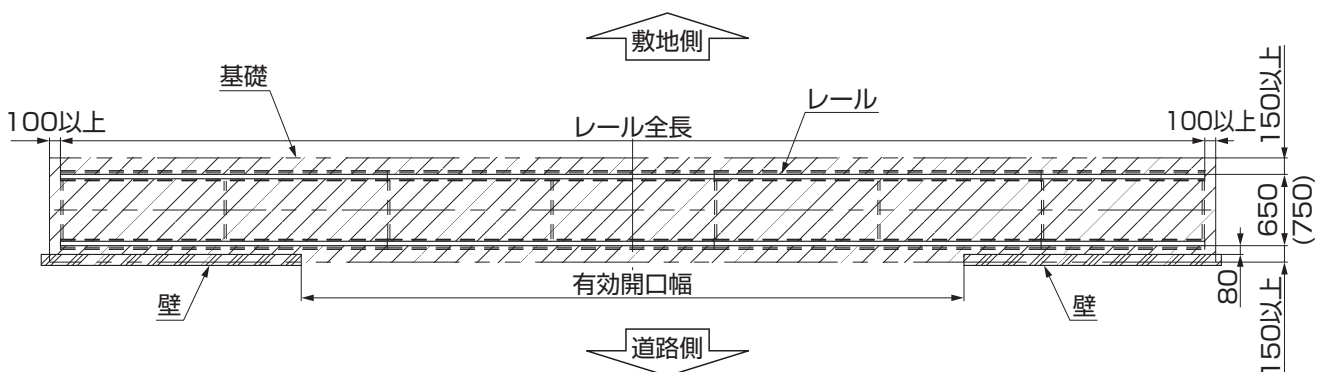 敷地側
基礎
レール
100以上
レール全長
100以上
150以上
650
(750)
80
150以上
有効開口幅
壁
壁
道路側